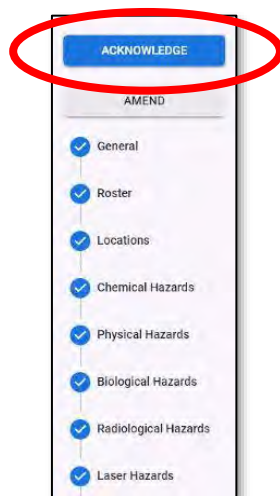 ACKNOWLEDGE
AMEND
General
Roster
Locations
Chemical Hazards
Physical Hazards
Biological Hazards
Radiological Hazards
Laser Hazards